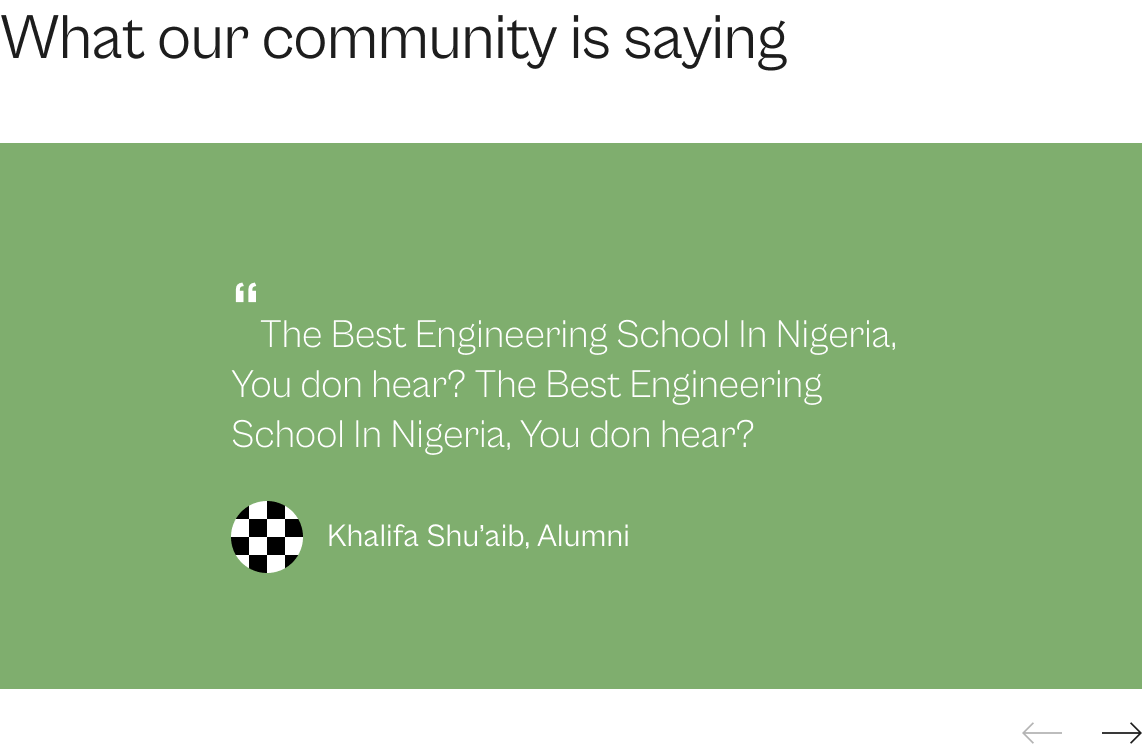 What our community is saying
“
The Best Engineering School In Nigeria,
You don hear? The Best Engineering
School In Nigeria, You don hear?
Khalifa Shu’aib, Alumni